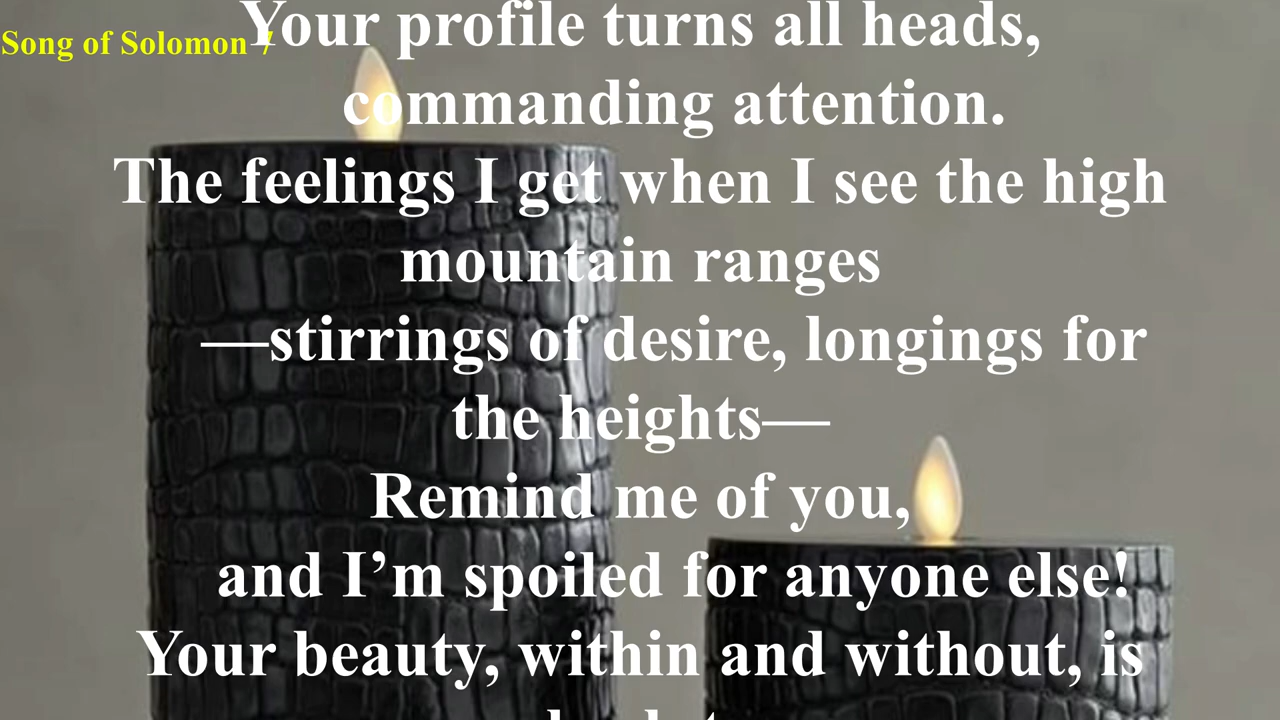 Song of Solomon 7
Your profile turns all heads,
commanding attention.
The feelings I get when I see the high
mountain ranges
—stirrings of desire, longings for
the heights—
Remind me of you,
and I’m spoiled for anyone else!
Your beauty, within and without, is